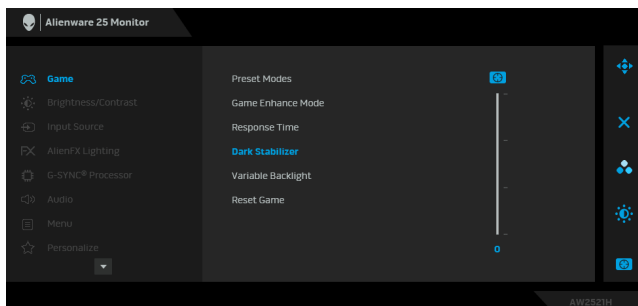 Alienware 25 Monitor
Game
Brightness/Contrast
Input Source
FX AlienFX Lighting
G-SYNC® Processor
Audio
Menu
Personalize
Preset Modes
Game Enhance Mode
Response Time
Dark Stabilizer
Variable Backlight
Reset Game
0
AW2521H